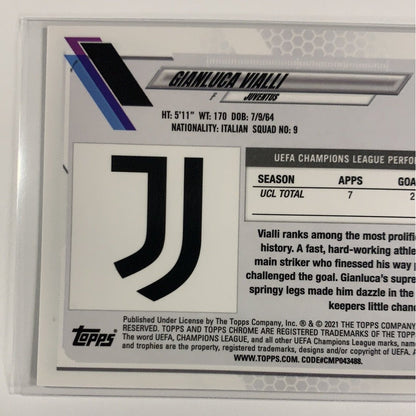 GIANLUCA VIALLI
F JUVENTUS
HT: 5'11" WT: 170 DOB: 7/9/64
NATIONALITY: ITALIAN SQUAD NO: 9
UEFA CHAMPIONS LEAGUE PERFO
SEASON APPS GOA
UCL TOTAL 7 2
Vialli ranks among the most prolifi
history. A fast, hard-working athle
main striker who finessed his way p
challenged the goal. Gianluca's supre
springy legs made him dazzle in the
keepers little chanc
Topps
Published Under License by The Topps Company, Inc. ® & © 2021 THE TOPPS COMPANY
RESERVED. TOPPS AND TOPPS CHROME ARE REGISTERED TRADEMARKS OF THE TOPPS
The word UEFA, CHAMPIONS LEAGUE, and all other UEFA Champions League marks, nam
and trophies are the property, registered trademarks, designs and/or copyright of UEFA. A
WWW.TOPPS.COM. CODE#CMP043488.